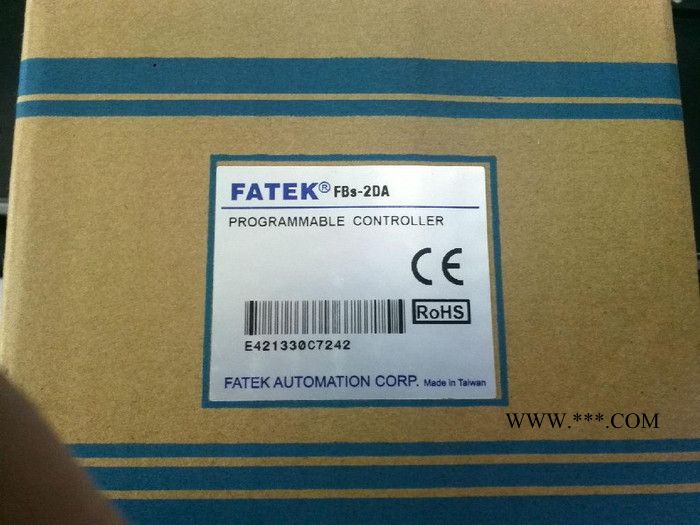 FATEK® FBs-2DA
PROGRAMMABLE CONTROLLER
CE
RoHS
E421330C7242
FATEK AUTOMATION CORP. Made in Taiwan
WWW.***.COM